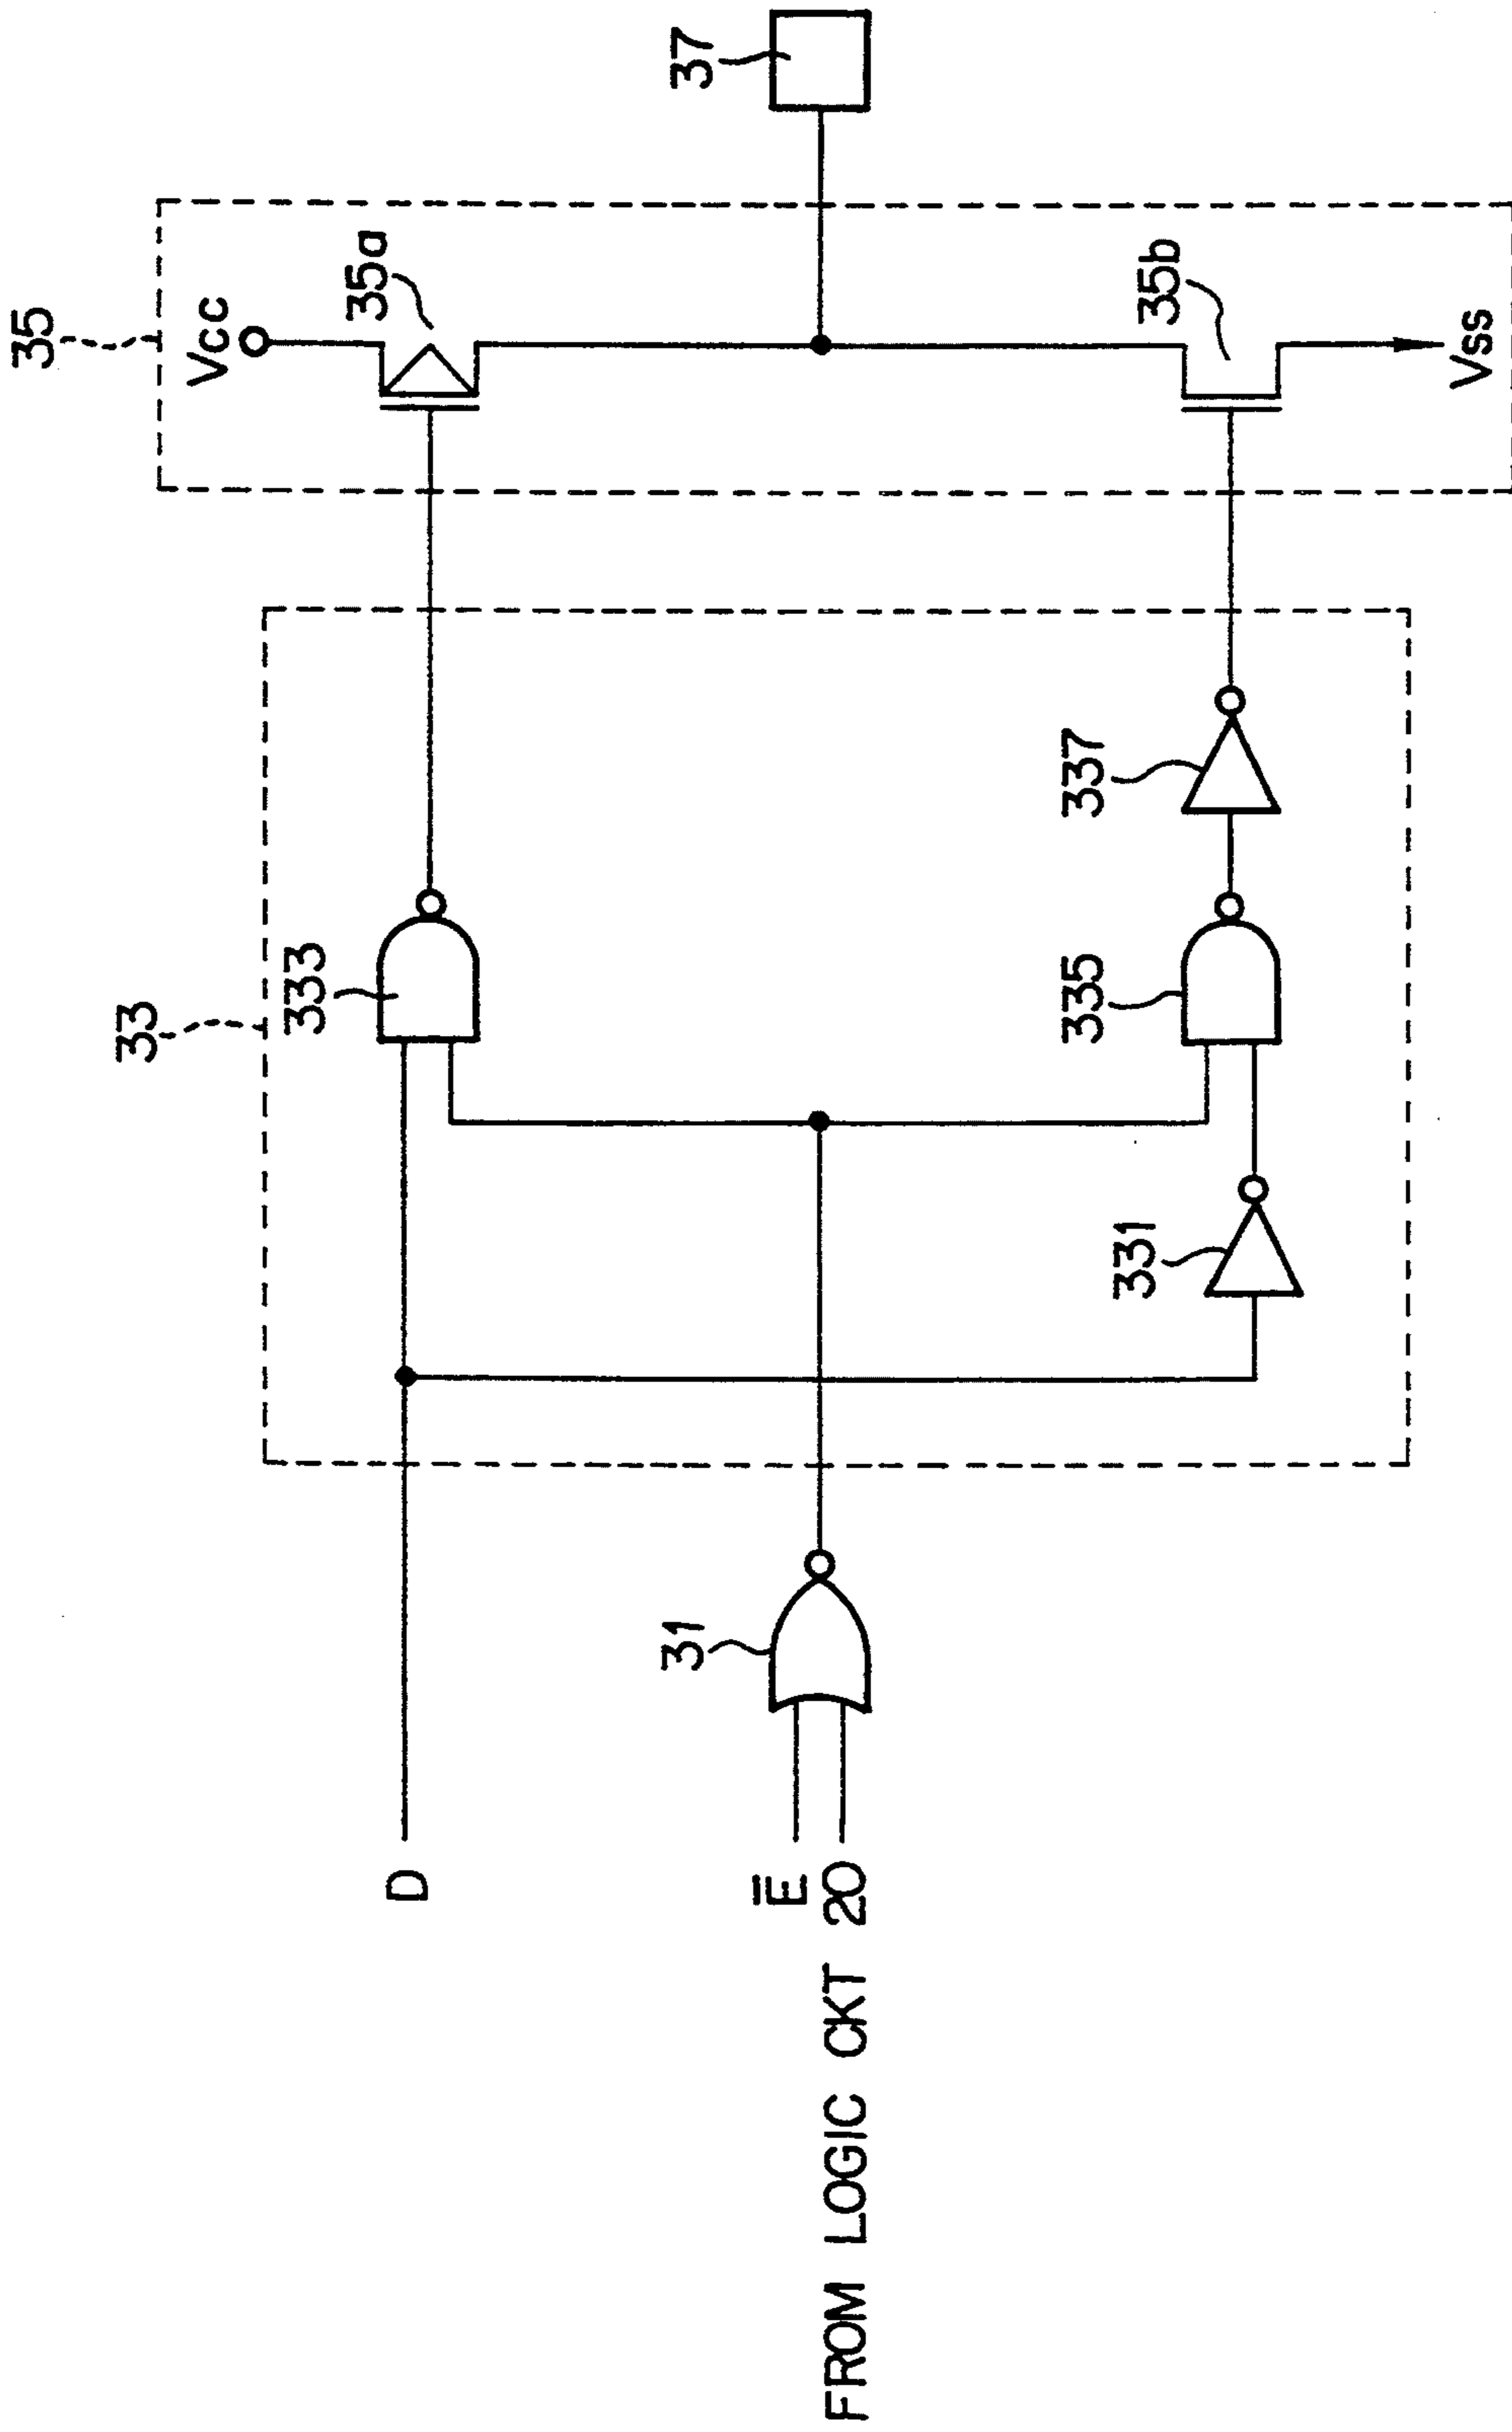 35
Vcc
35a
37
35b
Vss
33
333
335
337
331
31
D
E̅
FROM LOGIC CKT 20